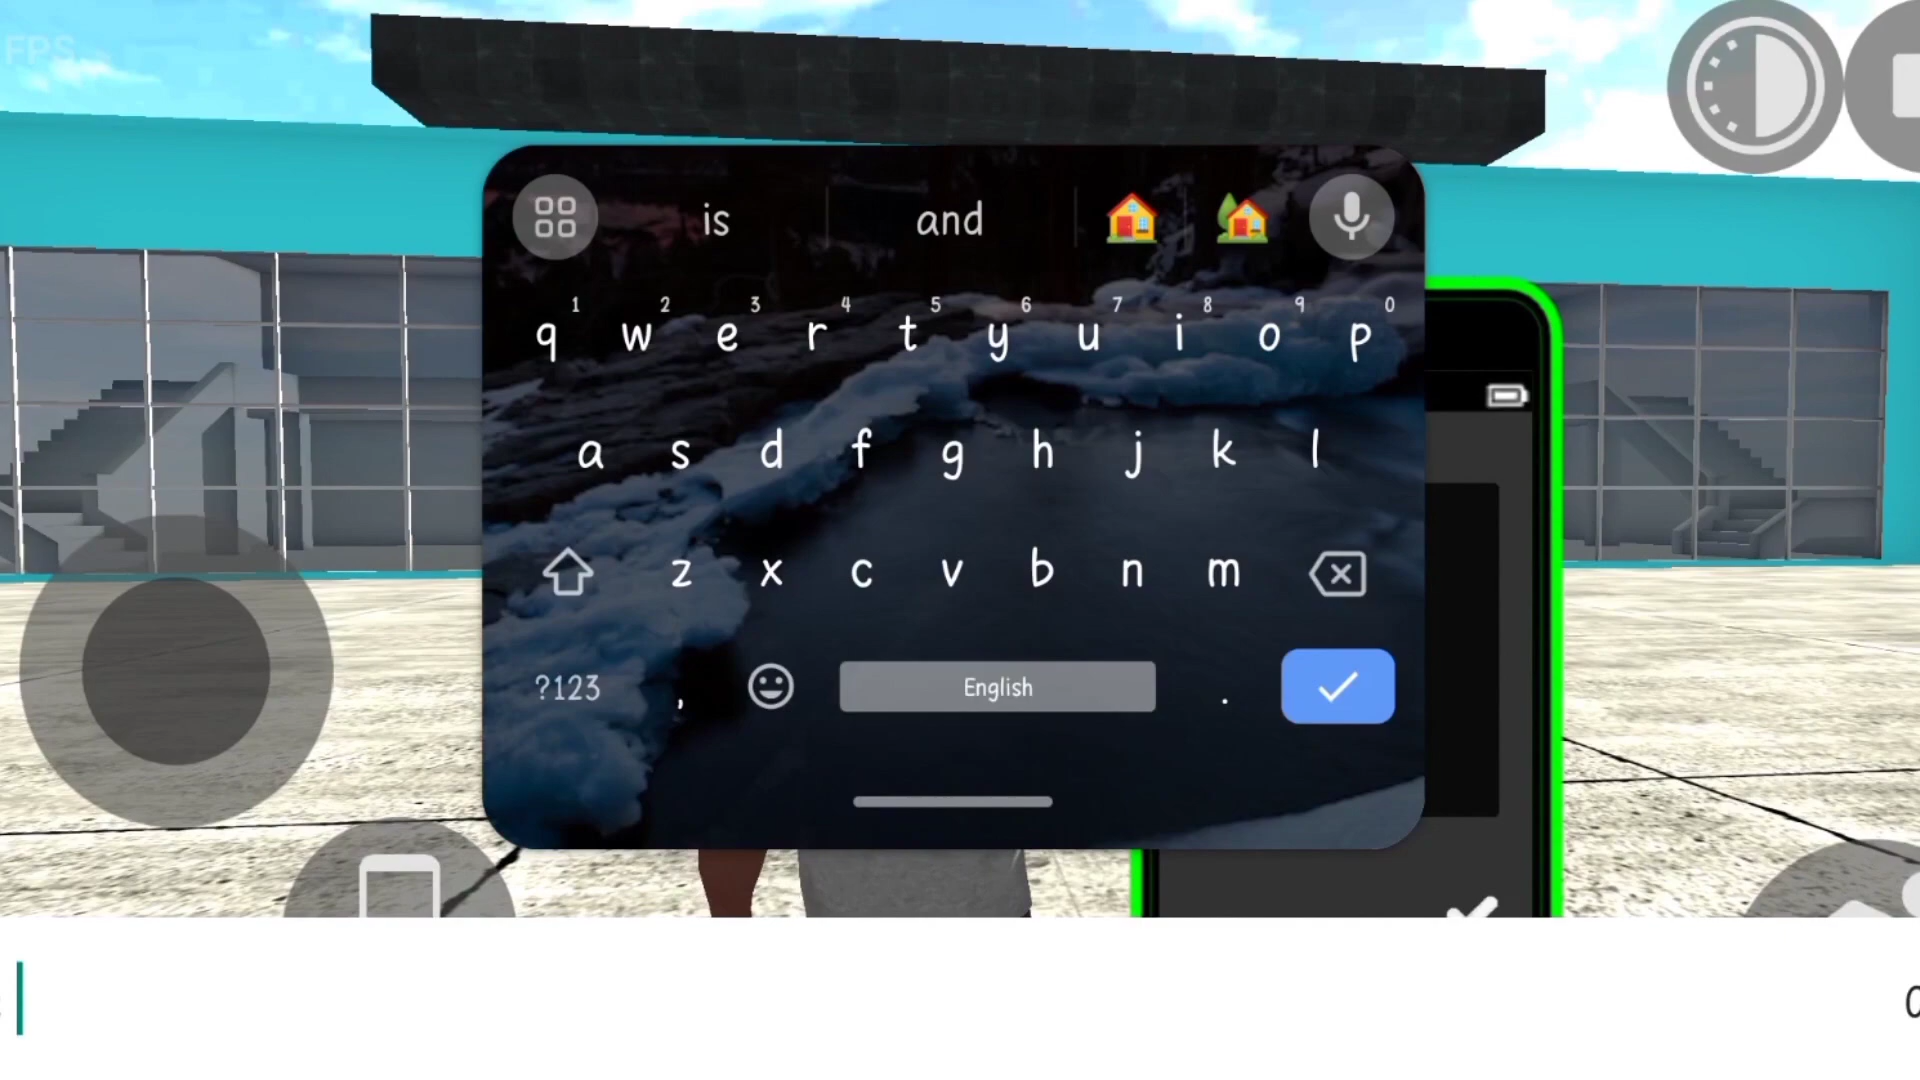 FPS
is and
1 2 3 4 5 6 7 8 9 0
q w e r t y u i o p
a s d f g h j k l
z x c v b n m
?123 , English .